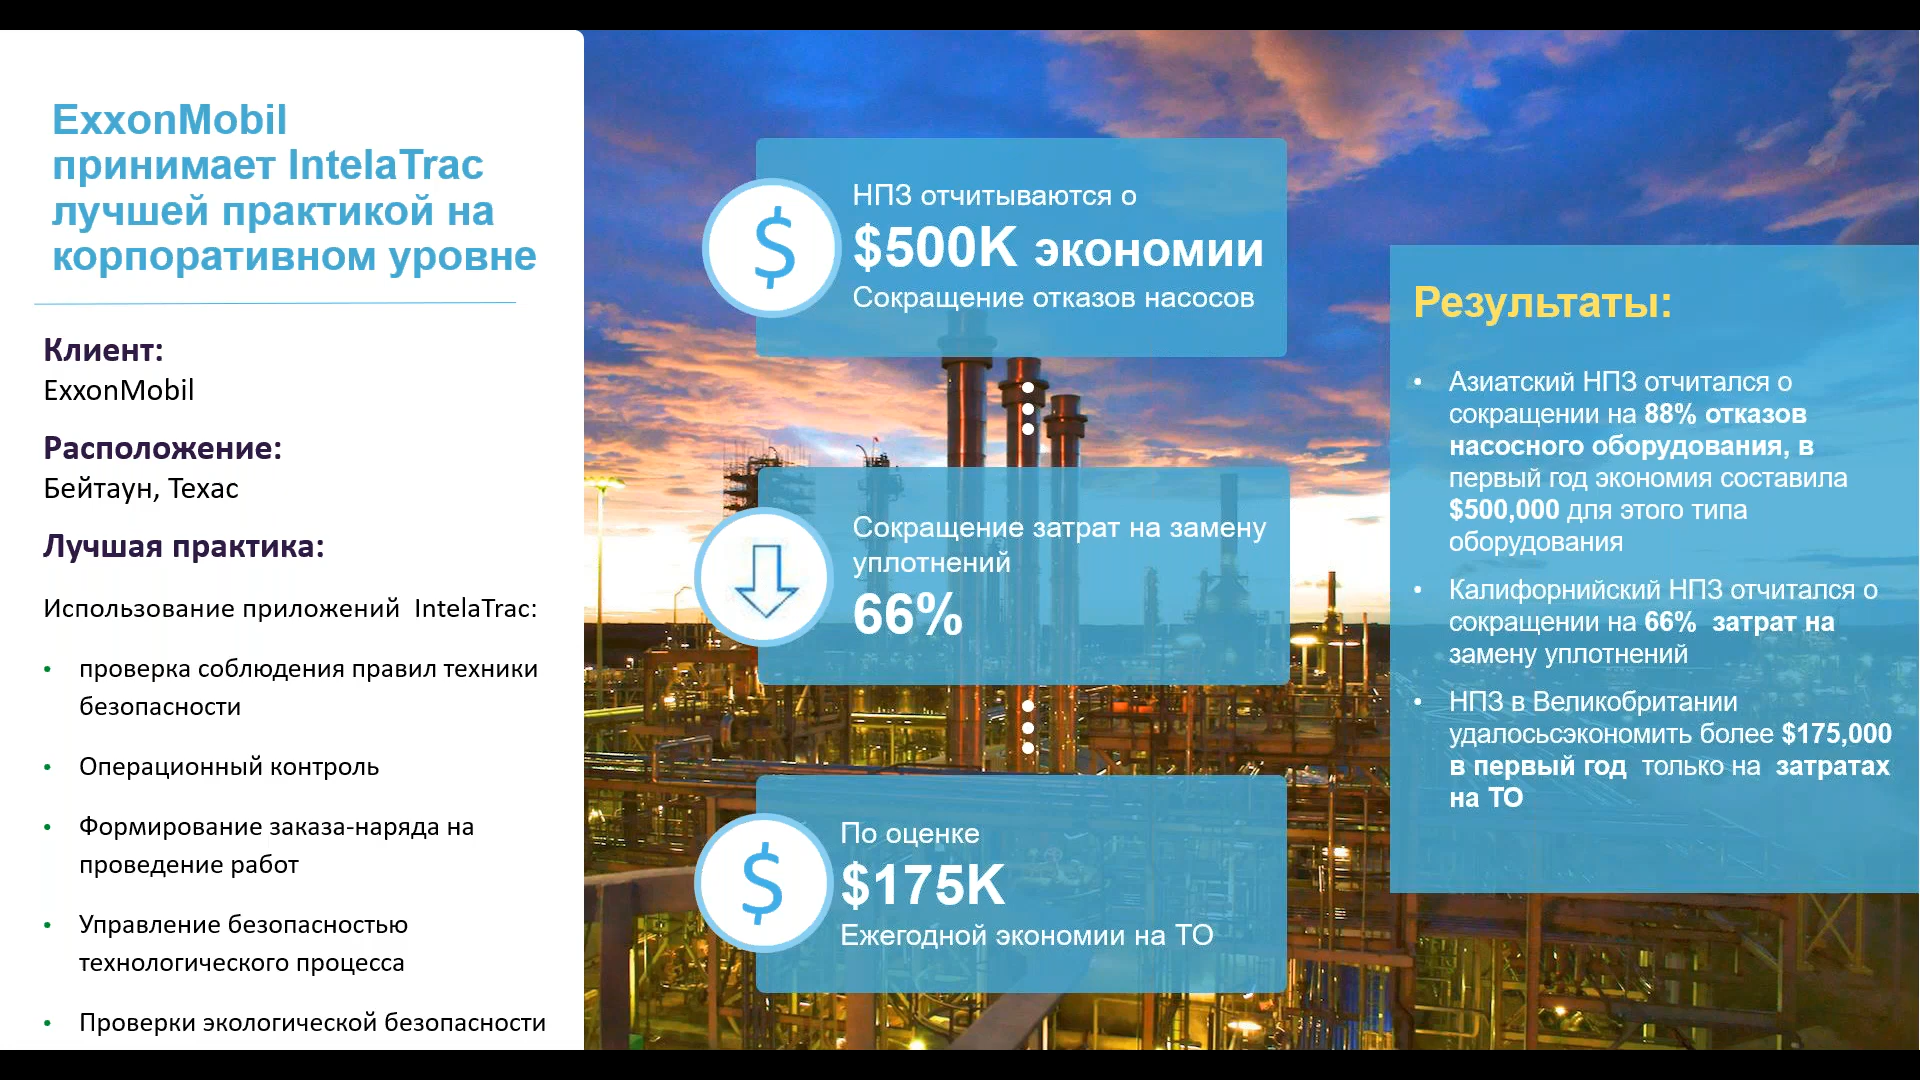 ExxonMobil
принимает IntelaTrac
лучшей практикой на
корпоративном уровне
Клиент:
ExxonMobil
Расположение:
Бейтаун, Техас
Лучшая практика:
Использование приложений IntelaTrac:
• проверка соблюдения правил техники
безопасности
• Операционный контроль
• Формирование заказа-наряда на
проведение работ
• Управление безопасностью
технологического процесса
• Проверки экологической безопасности
$
НПЗ отчитываются о
$500K экономии
Сокращение отказов насосов
Сокращение затрат на замену
уплотнений
66%
$
По оценке
$175K
Ежегодной экономии на ТО
Результаты:
• Азиатский НПЗ отчитался о
сокращении на 88% отказов
насосного оборудования, в
первый год экономия составила
$500,000 для этого типа
оборудования
• Калифорнийский НПЗ отчитался о
сокращении на 66% затрат на
замену уплотнений
• НПЗ в Великобритании
удалосьсэкономить более $175,000
в первый год только на затратах
на ТО